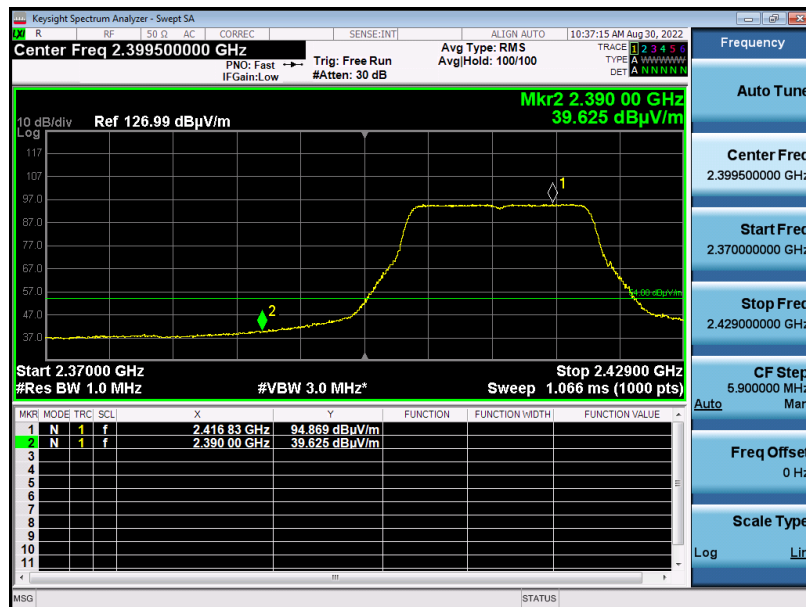 Keysight Spectrum Analyzer - Swept SA
LXI R RF 50 Ω AC CORREC SENSE:INT ALIGN AUTO 10:37:15 AM Aug 30, 2022
Center Freq 2.399500000 GHz
PNO: Fast
IFGain:Low
Trig: Free Run
#Atten: 30 dB
Avg Type: RMS
Avg|Hold: 100/100
TRACE 1 2 3 4 5 6
TYPE A WWWWW
DET A N N N N N
Mkr2 2.390 00 GHz
39.625 dBµV/m
10 dB/div Ref 126.99 dBµV/m
Log
117
107
97.0
87.0
77.0
67.0
57.0
47.0
37.0
1
2
54.00 dBµV/m
Start 2.37000 GHz Stop 2.42900 GHz
#Res BW 1.0 MHz #VBW 3.0 MHz* Sweep 1.066 ms (1000 pts)
MKR MODE TRC SCL X Y FUNCTION FUNCTION WIDTH FUNCTION VALUE
1 N 1 f 2.416 83 GHz 94.869 dBµV/m
2 N 1 f 2.390 00 GHz 39.625 dBµV/m
3
4
5
6
7
8
9
10
11
MSG STATUS
Frequency
Auto Tune
Center Freq
2.399500000 GHz
Start Freq
2.370000000 GHz
Stop Freq
2.429000000 GHz
CF Step
5.900000 MHz
Auto Man
Freq Offset
0 Hz
Scale Type
Log Lin